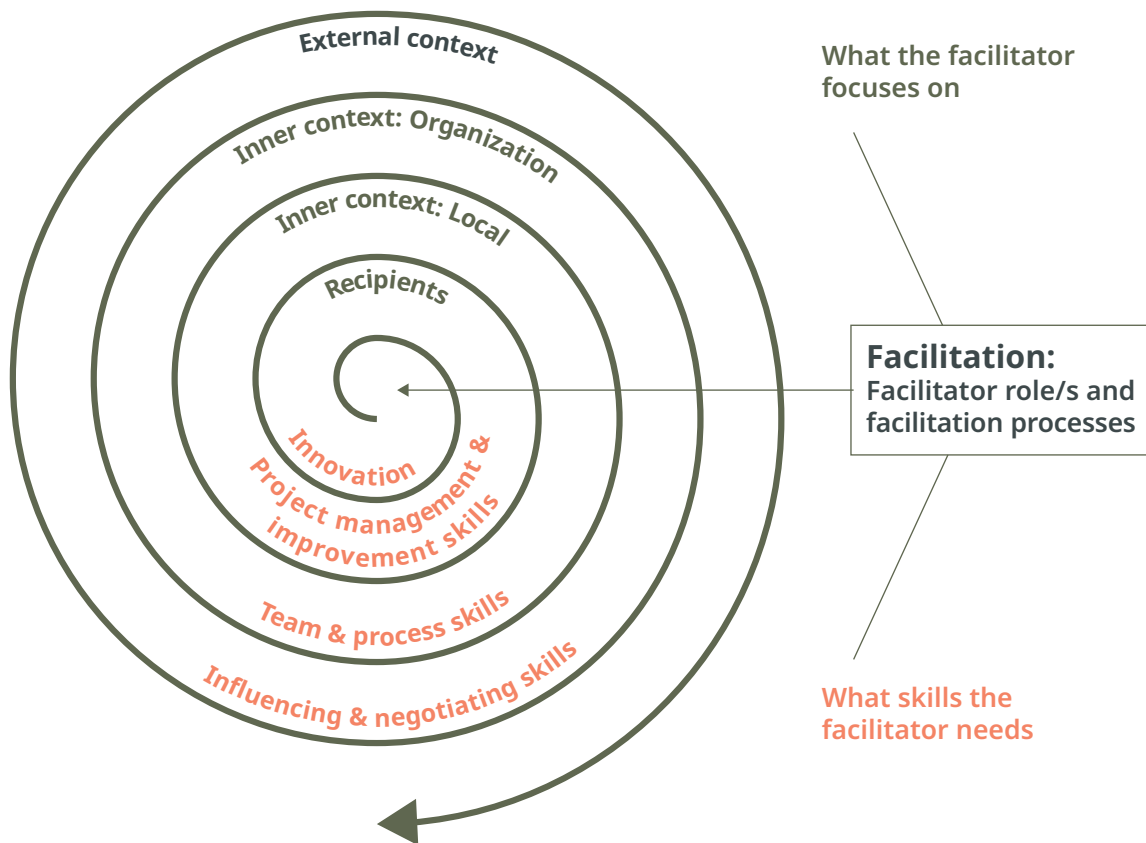 External context
Inner context: Organization
Inner context: Local
Recipients
Innovation
Project management &
improvement skills
Team & process skills
Influencing & negotiating skills
What the facilitator
focuses on
Facilitation:
Facilitator role/s and
facilitation processes
What skills the
facilitator needs